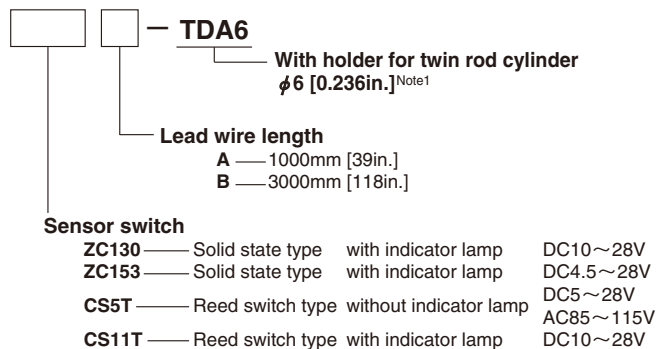 – TDA6
With holder for twin rod cylinder
φ6 [0.236in.]Note1
Lead wire length
A — 1000mm [39in.]
B — 3000mm [118in.]
Sensor switch
ZC130 — Solid state type with indicator lamp DC10～28V
ZC153 — Solid state type with indicator lamp DC4.5～28V
CS5T — Reed switch type without indicator lamp DC5～28V
AC85～115V
CS11T — Reed switch type with indicator lamp DC10～28V